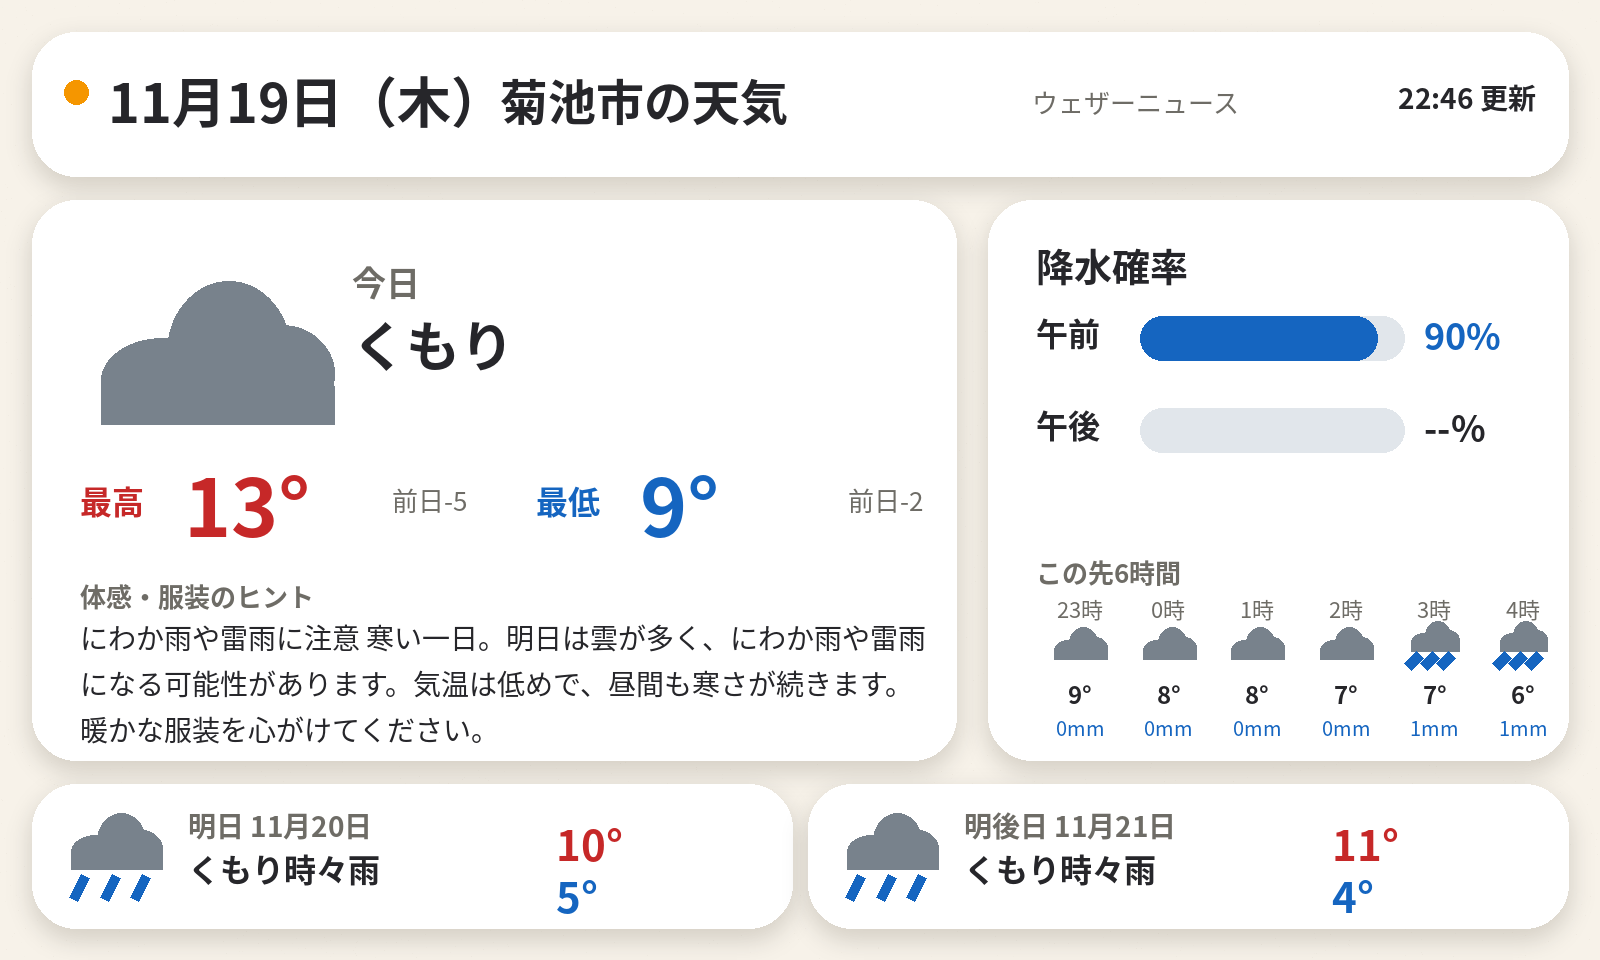 11月19日（木）菊池市の天気
ウェザーニュース
22:46 更新
今日
くもり
最高 13° 前日-5 最低 9° 前日-2
体感・服装のヒント
にわか雨や雷雨に注意 寒い一日。明日は雲が多く、にわか雨や雷雨
になる可能性があります。気温は低めで、昼間も寒さが続きます。
暖かな服装を心がけてください。
降水確率
午前 90%
午後 --%
この先6時間
23時 0時 1時 2時 3時 4時
9° 8° 8° 7° 7° 6°
0mm 0mm 0mm 0mm 1mm 1mm
明日 11月20日
くもり時々雨
10°
5°
明後日 11月21日
くもり時々雨
11°
4°